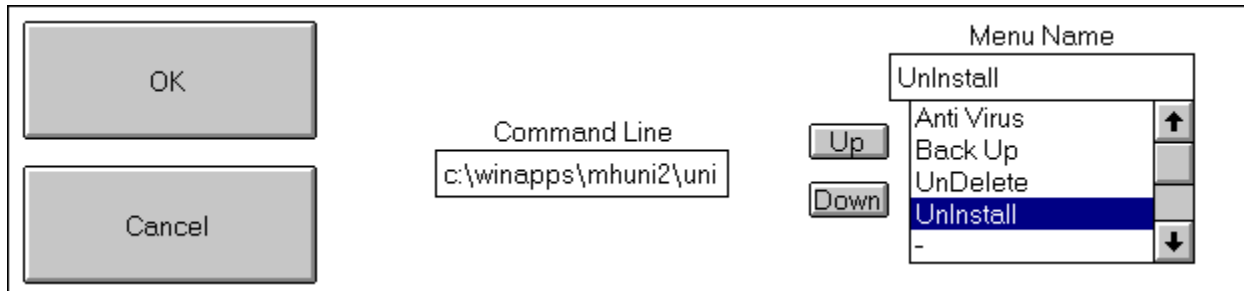 OK
Cancel
Command Line
c:\winapps\mhuni2\uni
Up
Down
Menu Name
UnInstall
Anti Virus
Back Up
UnDelete
UnInstall
-